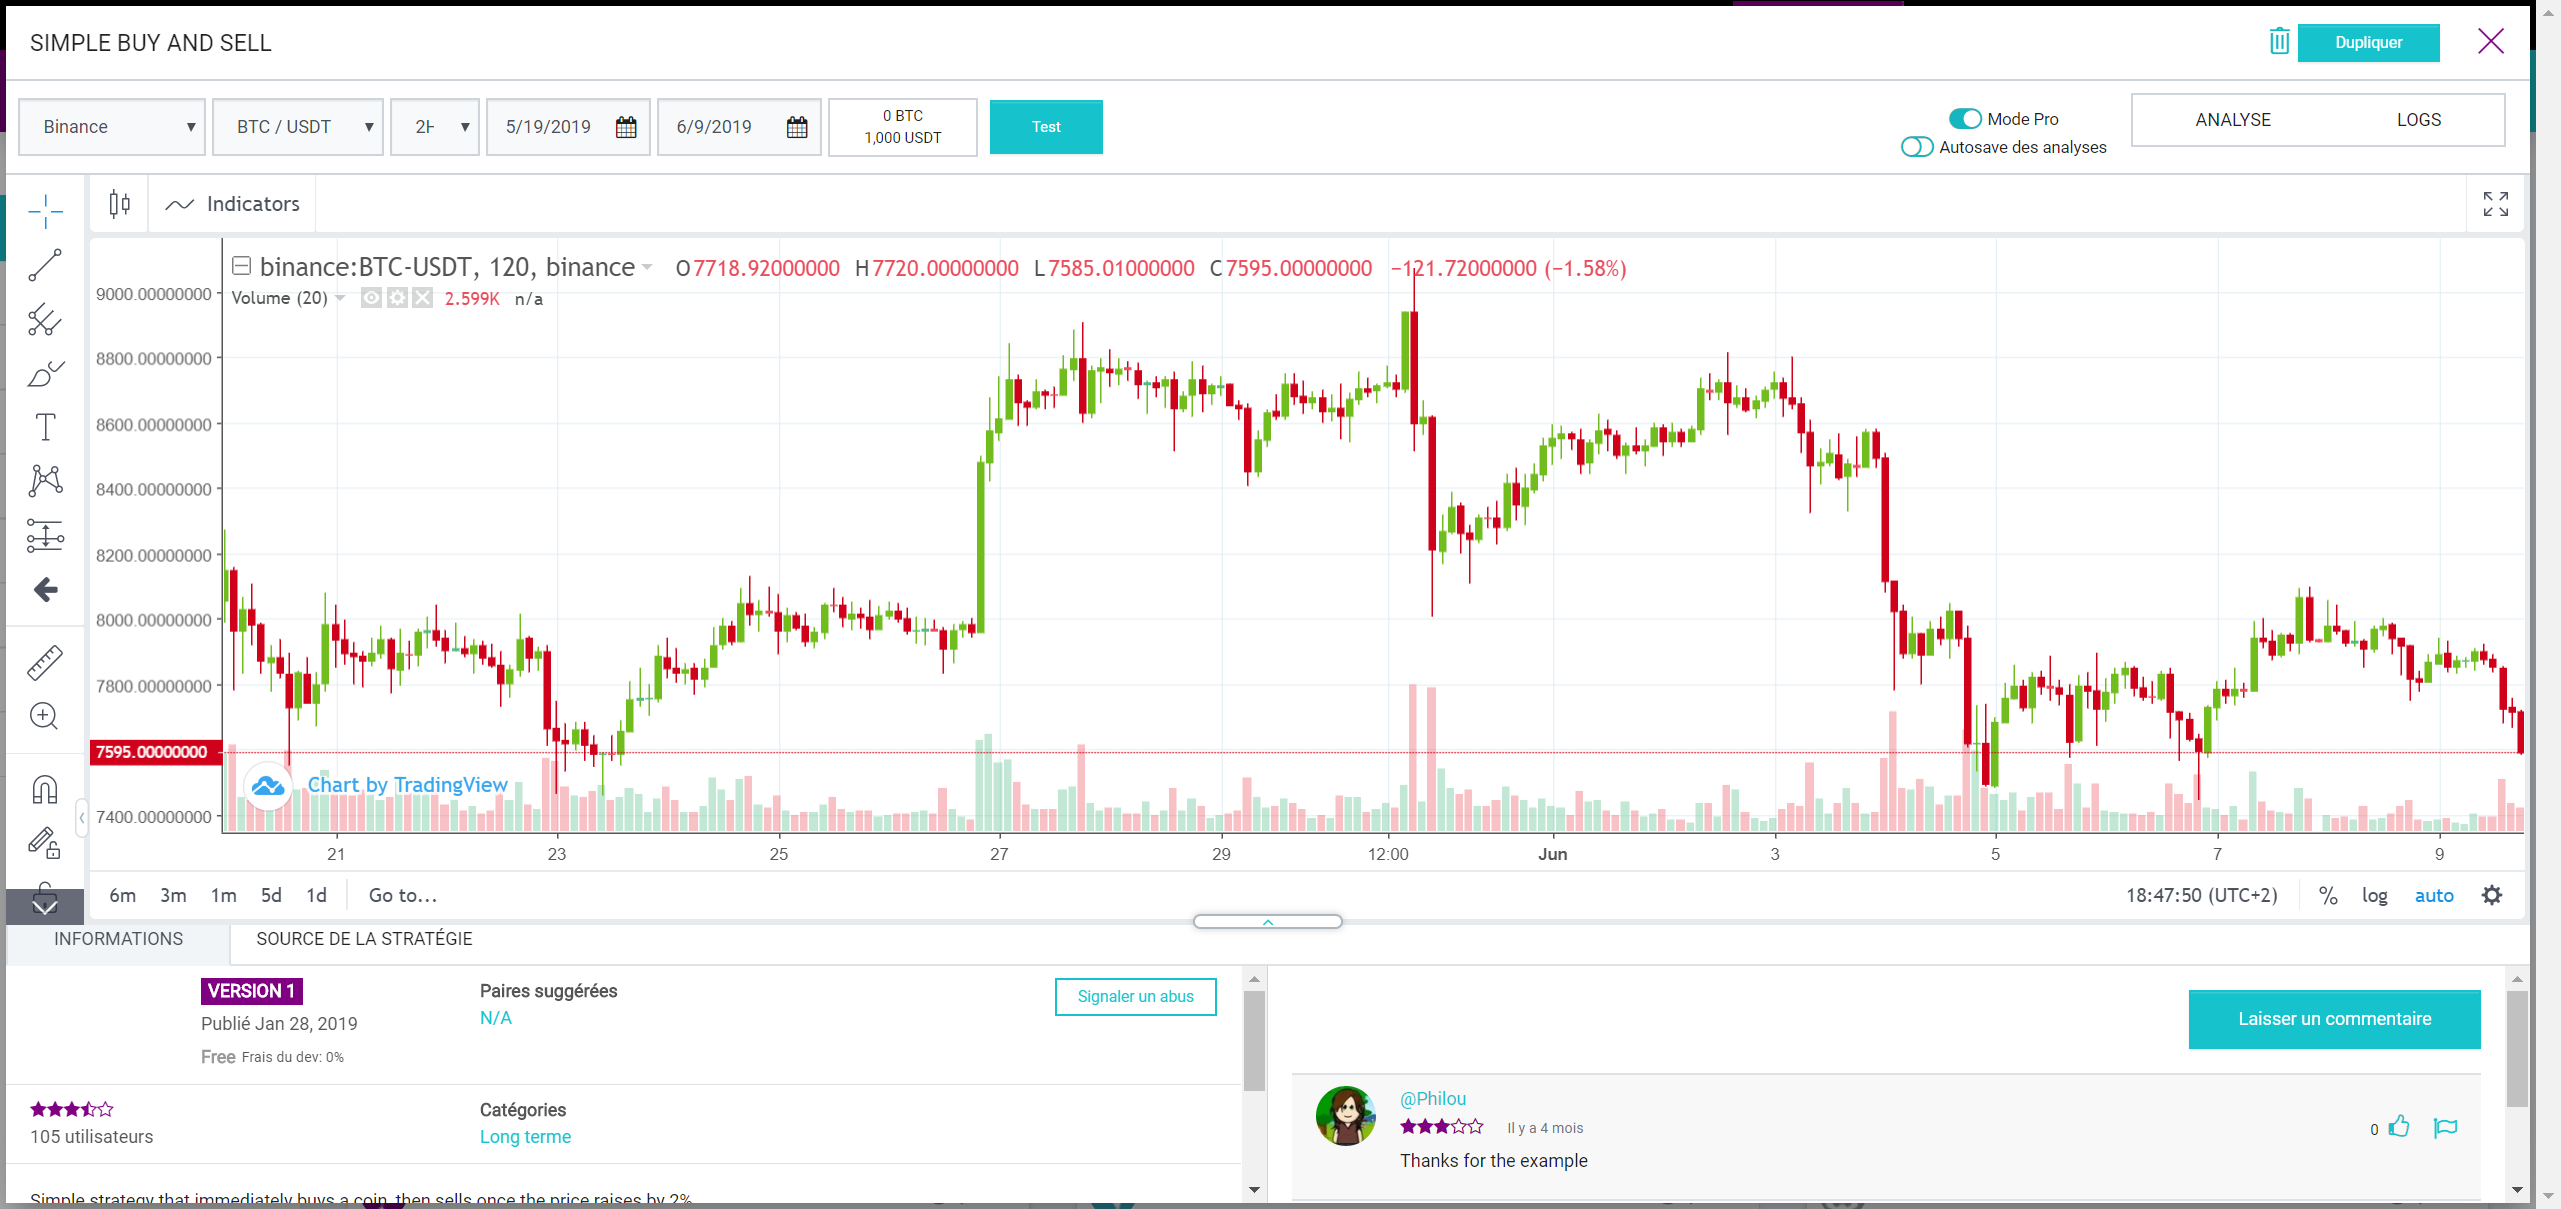 SIMPLE BUY AND SELL
Dupliquer
Binance
BTC / USDT
2H
5/19/2019
6/9/2019
0 BTC
1,000 USDT
Test
Mode Pro
Autosave des analyses
ANALYSE
LOGS
Indicators
binance:BTC-USDT, 120, binance
O7718.92000000 H7720.00000000 L7585.01000000 C7595.00000000 −121.72000000 (−1.58%)
Volume (20) 2.599K n/a
9000.00000000
8800.00000000
8600.00000000
8400.00000000
8200.00000000
8000.00000000
7800.00000000
7595.00000000
7400.00000000
Chart by TradingView
21 23 25 27 29 12:00 Jun 3 5 7 9
6m 3m 1m 5d 1d Go to...
18:47:50 (UTC+2) % log auto
INFORMATIONS
SOURCE DE LA STRATÉGIE
VERSION 1
Publié Jan 28, 2019
Free Frais du dev: 0%
Paires suggérées
N/A
Signaler un abus
105 utilisateurs
Catégories
Long terme
Simple strategy that immediately buys a coin, then sells once the price raises by 2%
Laisser un commentaire
@Philou
Il y a 4 mois
0
Thanks for the example